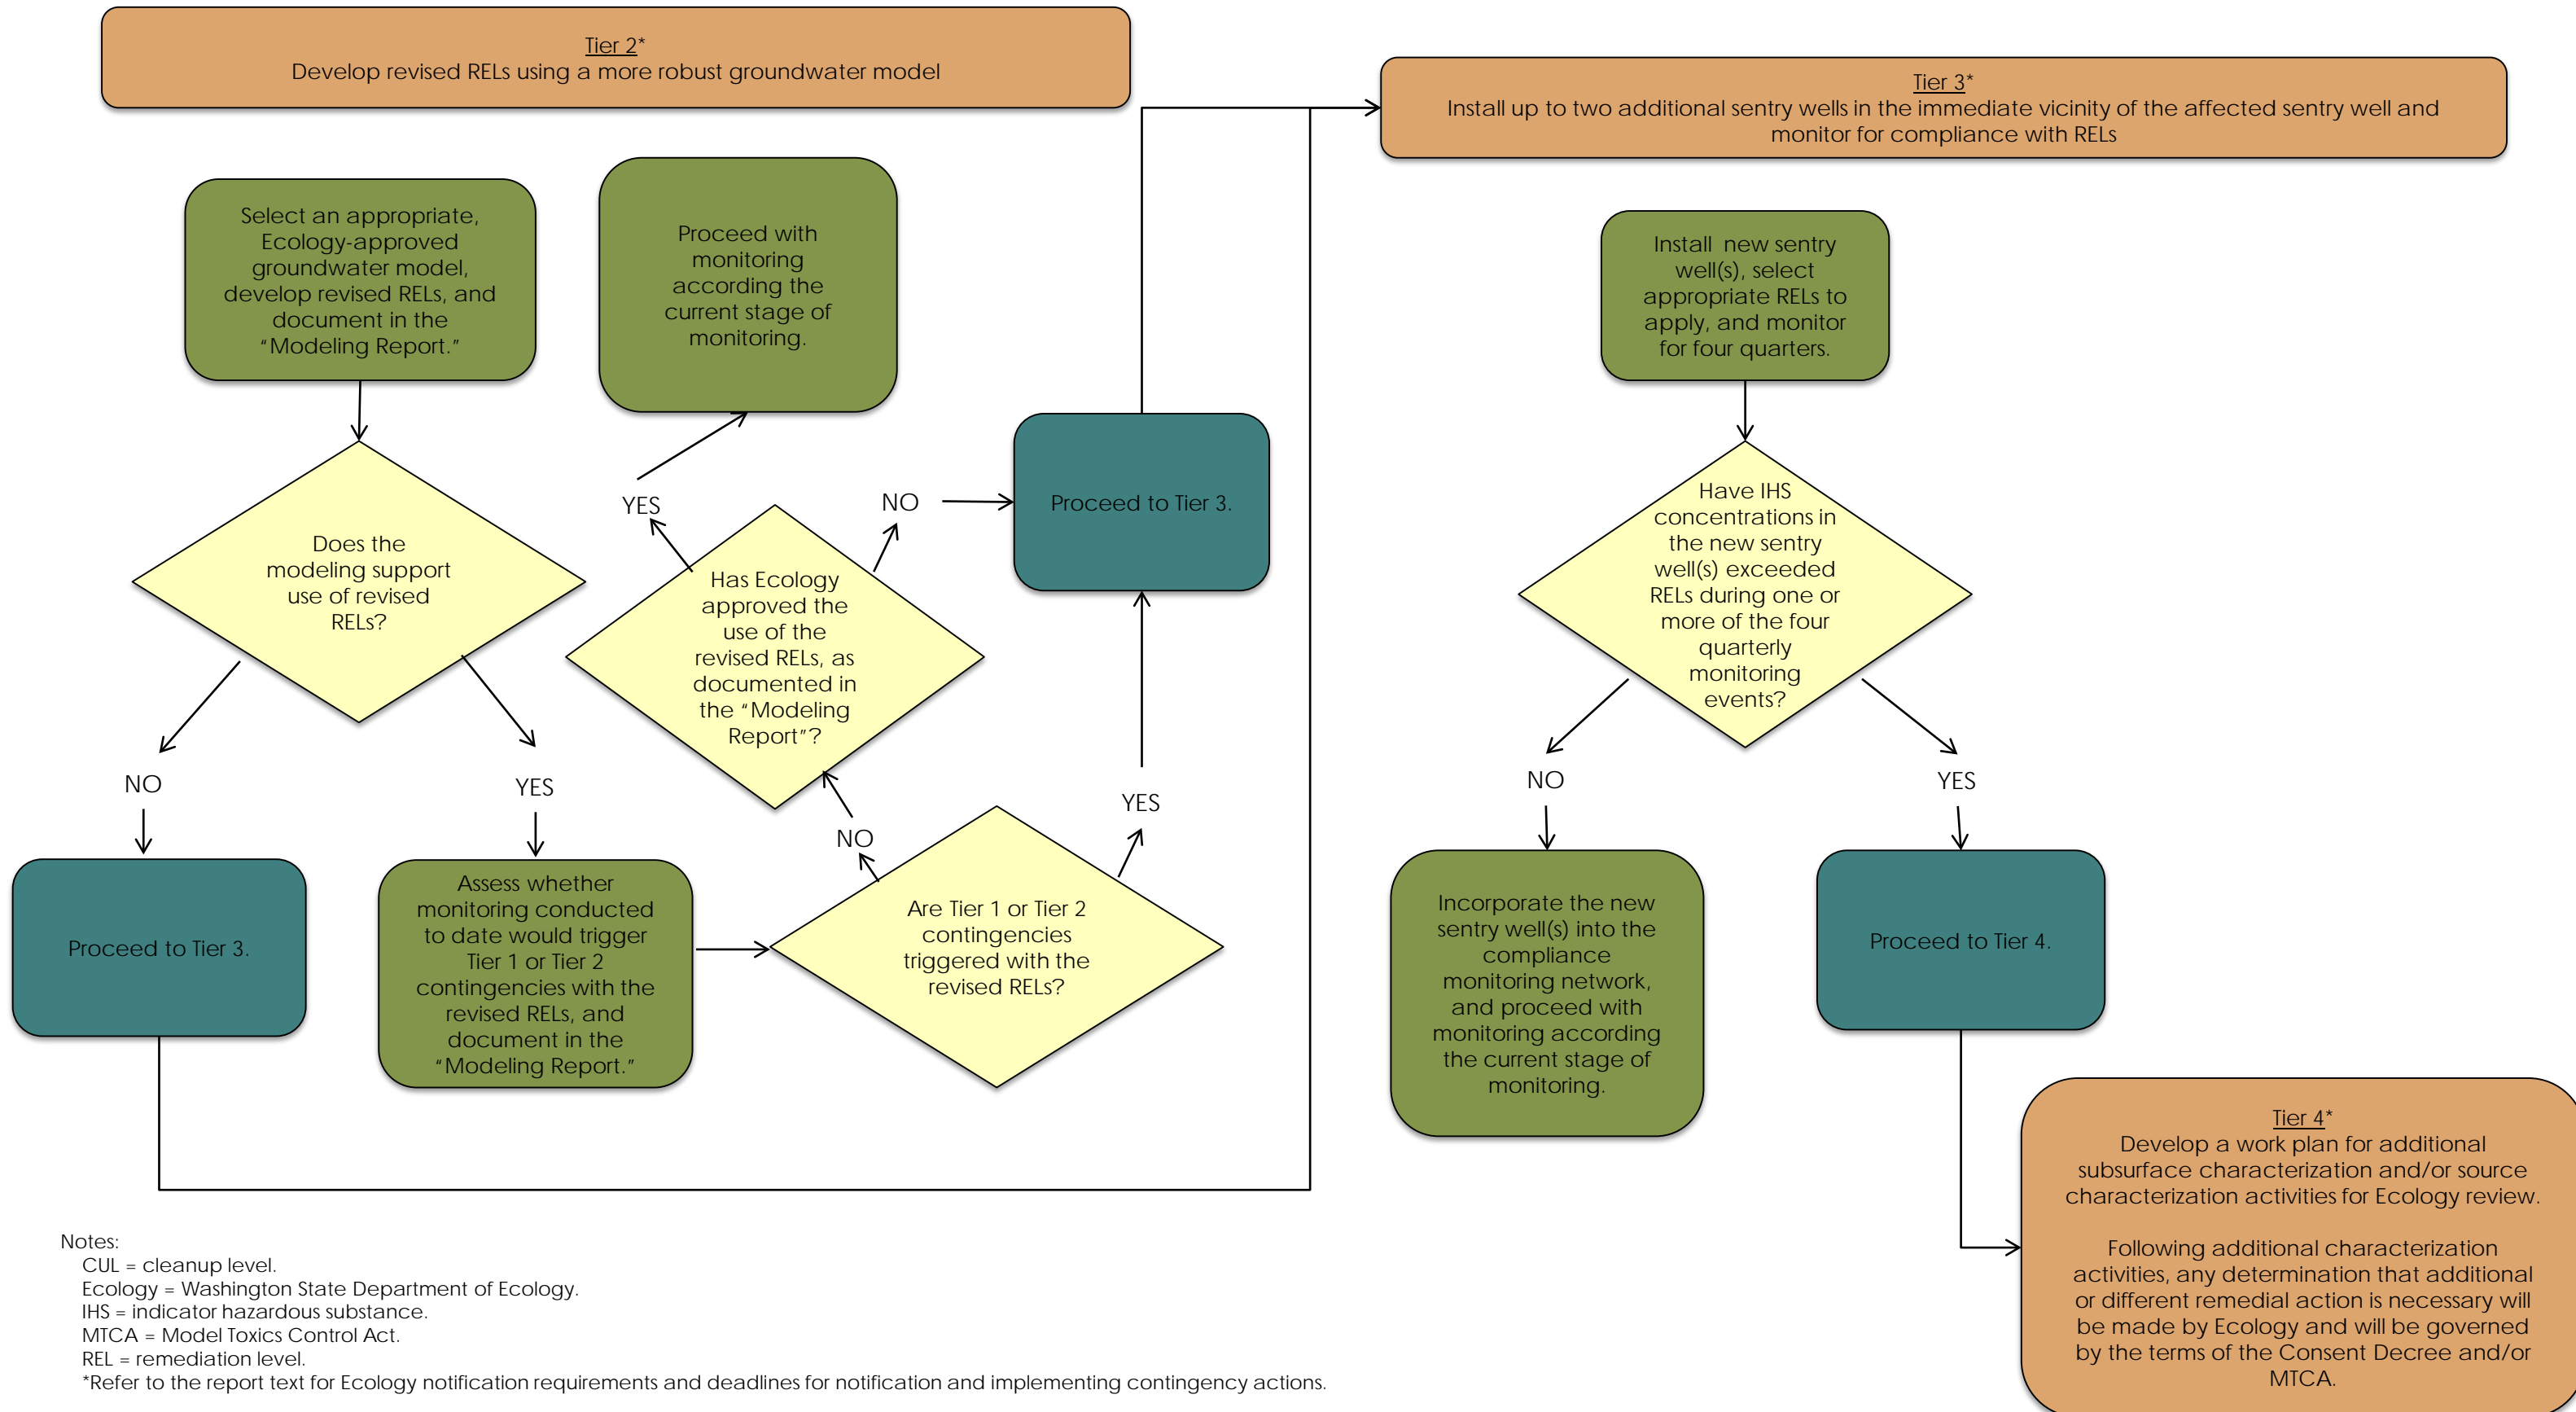 Tier 2*
Develop revised RELs using a more robust groundwater model
Select an appropriate,
Ecology-approved
groundwater model,
develop revised RELs, and
document in the
“Modeling Report.”
Does the
modeling support
use of revised
RELs?
NO
Proceed to Tier 3.
YES
Assess whether
monitoring conducted
to date would trigger
Tier 1 or Tier 2
contingencies with the
revised RELs, and
document in the
“Modeling Report.”
Are Tier 1 or Tier 2
contingencies
triggered with the
revised RELs?
NO
YES
Has Ecology
approved the
use of the
revised RELs, as
documented in
the “Modeling
Report”?
YES
NO
Proceed with
monitoring
according the
current stage of
monitoring.
Proceed to Tier 3.
Tier 3*
Install up to two additional sentry wells in the immediate vicinity of the affected sentry well and
monitor for compliance with RELs
Install new sentry
well(s), select
appropriate RELs to
apply, and monitor
for four quarters.
Have IHS
concentrations in
the new sentry
well(s) exceeded
RELs during one or
more of the four
quarterly
monitoring
events?
NO
Incorporate the new
sentry well(s) into the
compliance
monitoring network,
and proceed with
monitoring according
the current stage of
monitoring.
YES
Proceed to Tier 4.
Tier 4*
Develop a work plan for additional
subsurface characterization and/or source
characterization activities for Ecology review.
Following additional characterization
activities, any determination that additional
or different remedial action is necessary will
be made by Ecology and will be governed
by the terms of the Consent Decree and/or
MTCA.
Notes:
CUL = cleanup level.
Ecology = Washington State Department of Ecology.
IHS = indicator hazardous substance.
MTCA = Model Toxics Control Act.
REL = remediation level.
*Refer to the report text for Ecology notification requirements and deadlines for notification and implementing contingency actions.